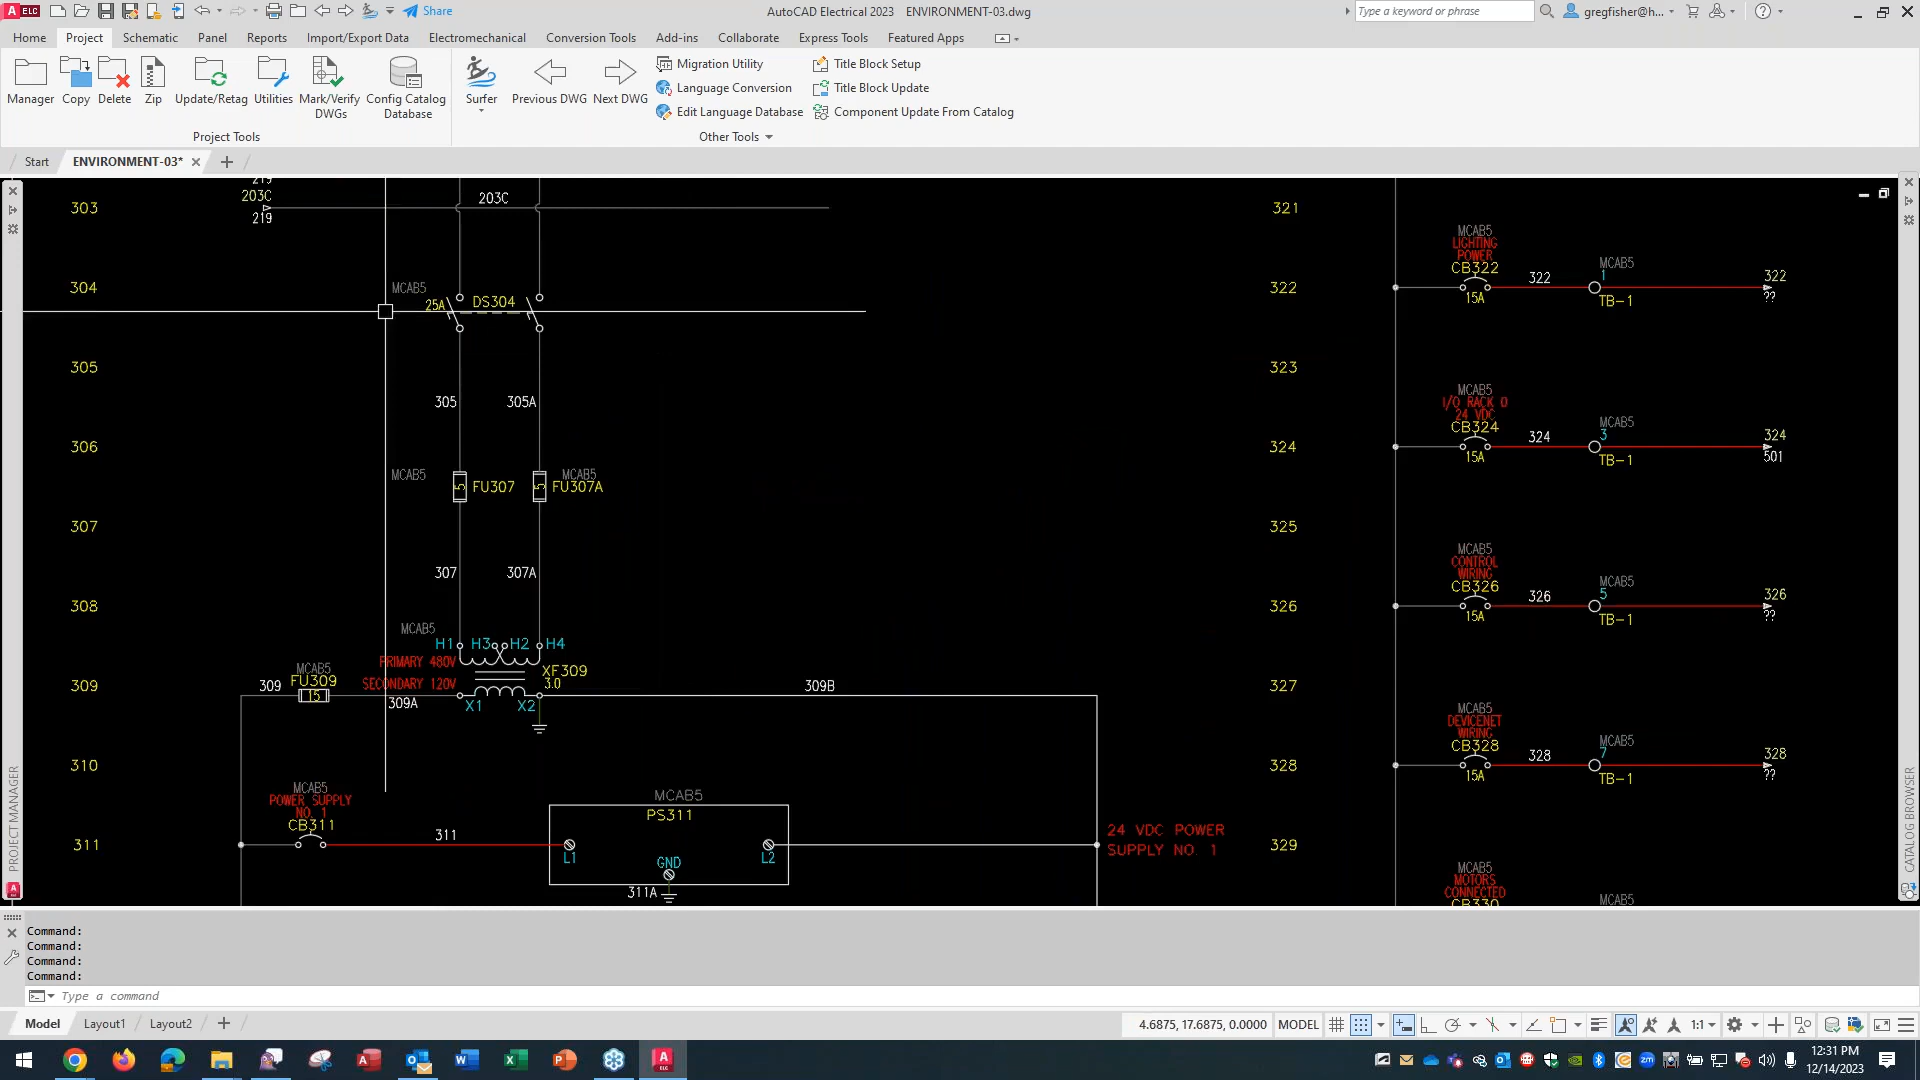 A ELC
Share
AutoCAD Electrical 2023 ENVIRONMENT-03.dwg
Type a keyword or phrase
gregfisher@h...
Home Project Schematic Panel Reports Import/Export Data Electromechanical Conversion Tools Add-ins Collaborate Express Tools Featured Apps
Manager Copy Delete Zip Update/Retag Utilities Mark/Verify DWGs Config Catalog Database
Surfer Previous DWG Next DWG
Migration Utility Title Block Setup
Language Conversion Title Block Update
Edit Language Database Component Update From Catalog
Project Tools Other Tools
Start ENVIRONMENT-03*
PROJECT MANAGER
CATALOG BROWSER
219
203C
219
203C
303
304
305
306
307
308
309
310
311
MCAB5
25A DS304
305 305A
MCAB5 FU307
5 5
MCAB5
FU307A
307 307A
MCAB5
H1 H3 H2 H4
PRIMARY 480V
SECONDARY 120V
XF309
3.0
X1 X2
MCAB5
FU309
15
309
309A
309B
MCAB5
POWER SUPPLY
NO. 1
CB311
311
MCAB5
PS311
L1 L2
GND
311A
24 VDC POWER
SUPPLY NO. 1
321
322
323
324
325
326
327
328
329
MCAB5
LIGHTING
POWER
CB322
15A
322
MCAB5
1
TB-1
322
??
MCAB5
I/O RACK 0
24 VDC
CB324
15A
324
MCAB5
3
TB-1
324
501
MCAB5
CONTROL
WIRING
CB326
15A
326
MCAB5
5
TB-1
326
??
MCAB5
DEVICENET
WIRING
CB328
15A
328
MCAB5
7
TB-1
328
??
MCAB5
MOTORS
CONNECTED
CB330
MCAB5
Command:
Command:
Command:
Command:
Type a command
Model Layout1 Layout2
4.6875, 17.6875, 0.0000 MODEL 1:1
12:31 PM
12/14/2023